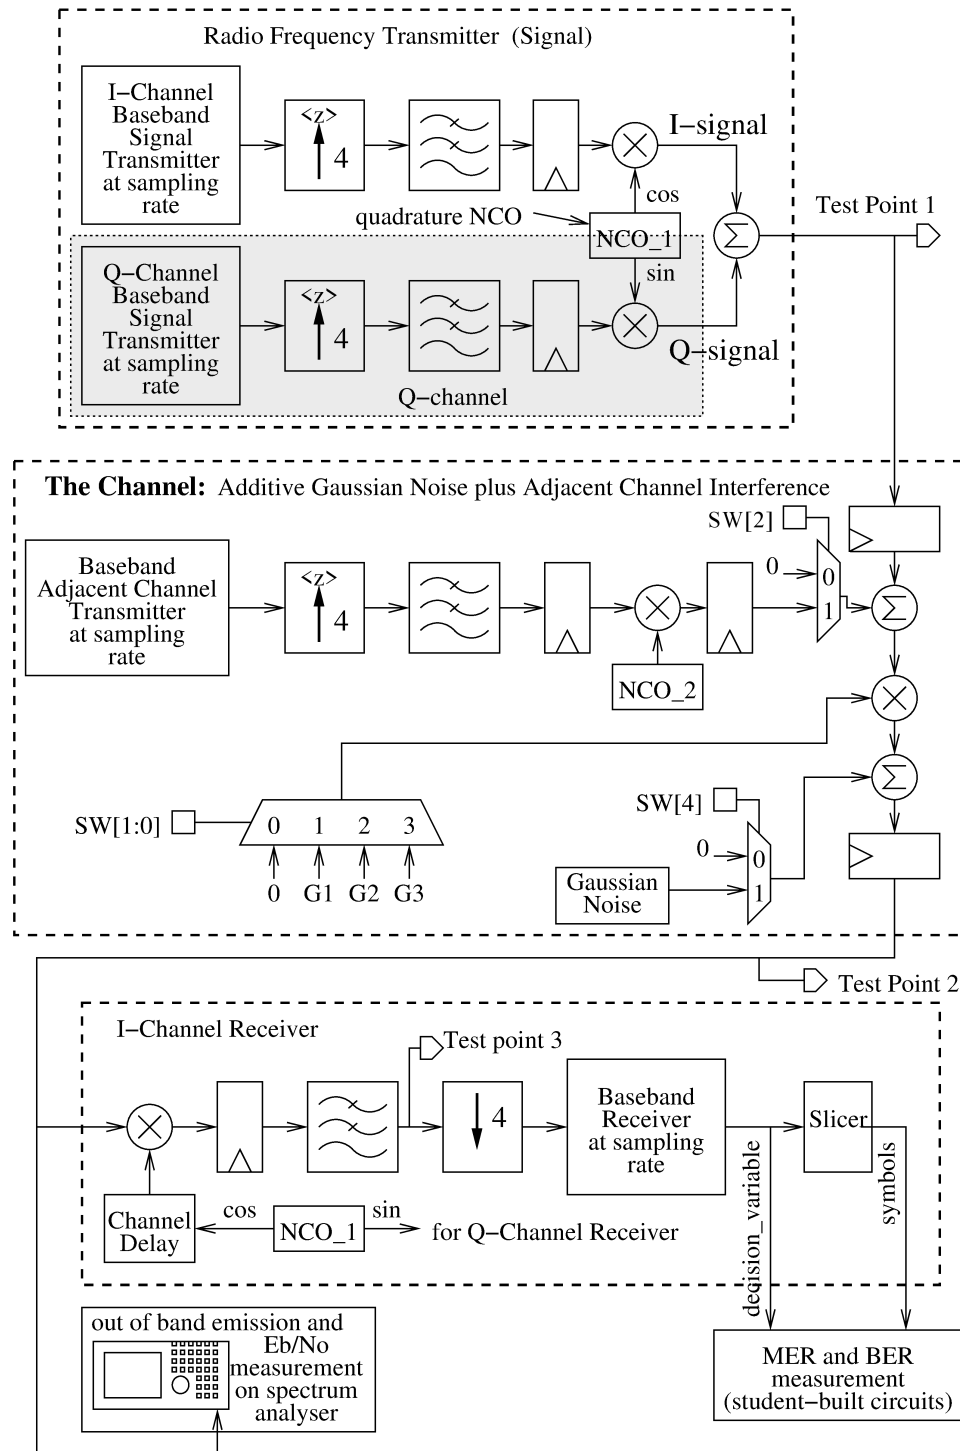 Radio Frequency Transmitter (Signal)
I−Channel
Baseband
Signal
Transmitter
at sampling
rate
<z>
4
I−signal
cos
quadrature NCO
NCO_1
sin
Test Point 1
Σ
Q−Channel
Baseband
Signal
Transmitter
at sampling
rate
<z>
4
Q−signal
Q−channel
The Channel: Additive Gaussian Noise plus Adjacent Channel Interference
SW[2]
Baseband
Adjacent Channel
Transmitter
at sampling
rate
<z>
4
0
0
1
Σ
NCO_2
Σ
SW[1:0]
0 1 2 3
0 G1 G2 G3
SW[4]
0
0
1
Gaussian
Noise
Test Point 2
I−Channel Receiver
Test point 3
4
Baseband
Receiver
at sampling
rate
Slicer
decision_variable
symbols
Channel
Delay
cos
NCO_1
sin
for Q−Channel Receiver
out of band emission and
Eb/No
measurement
on spectrum
analyser
MER and BER
measurement
(student−built circuits)